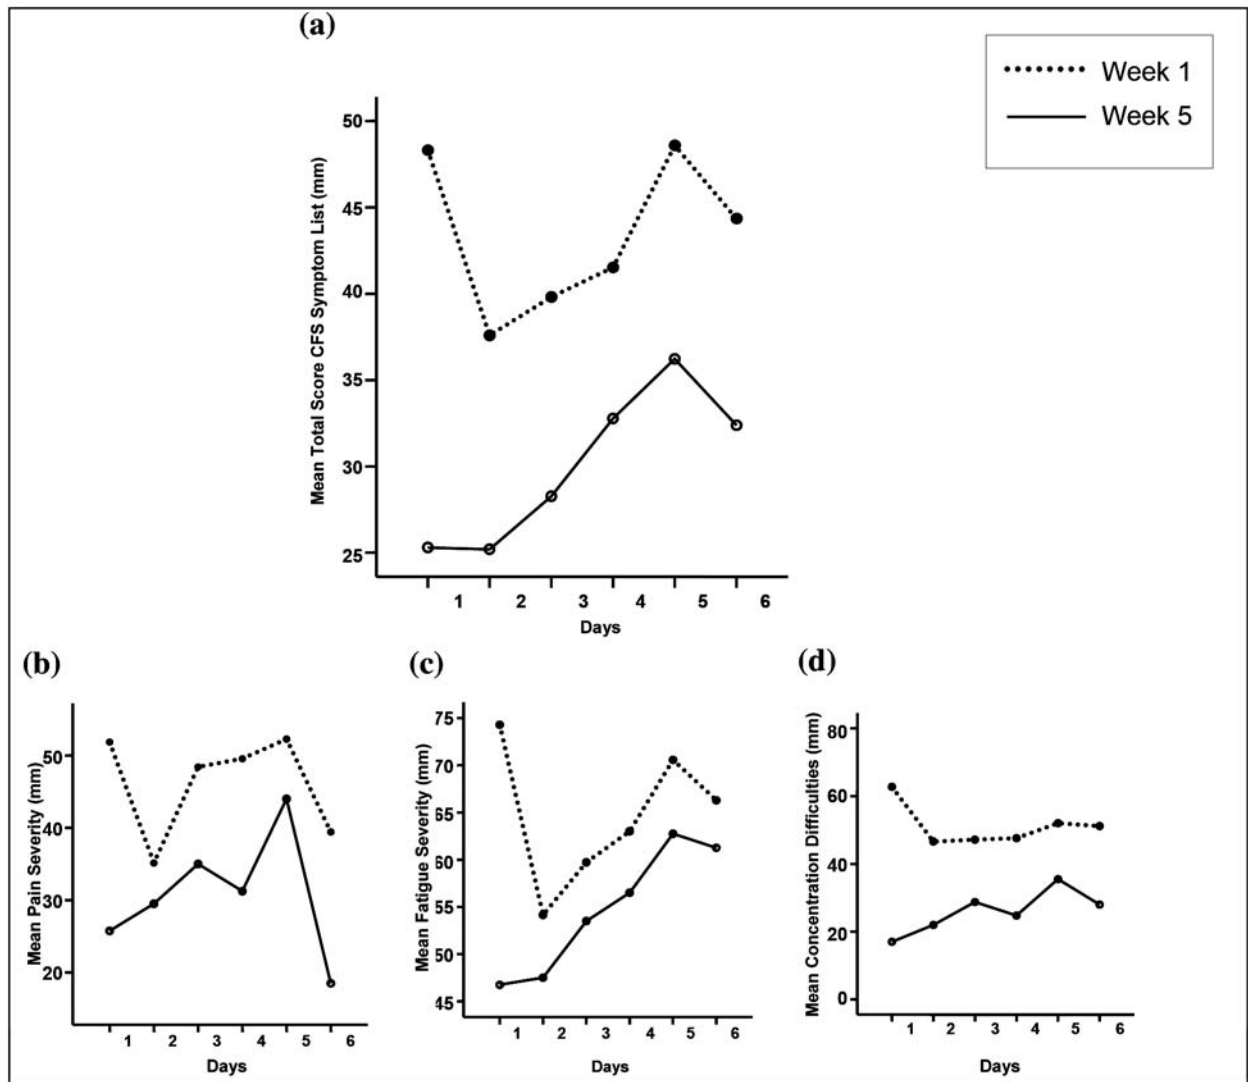 (a)
Week 1
Week 5
Mean Total Score CFS Symptom List (mm)
50
45
40
35
30
25
1 2 3 4 5 6
Days
(b)
Mean Pain Severity (mm)
50
40
30
20
1 2 3 4 5 6
Days
(c)
Mean Fatigue Severity (mm)
75
70
65
60
55
50
45
1 2 3 4 5 6
Days
(d)
Mean Concentration Difficulties (mm)
80
60
40
20
0
1 2 3 4 5 6
Days